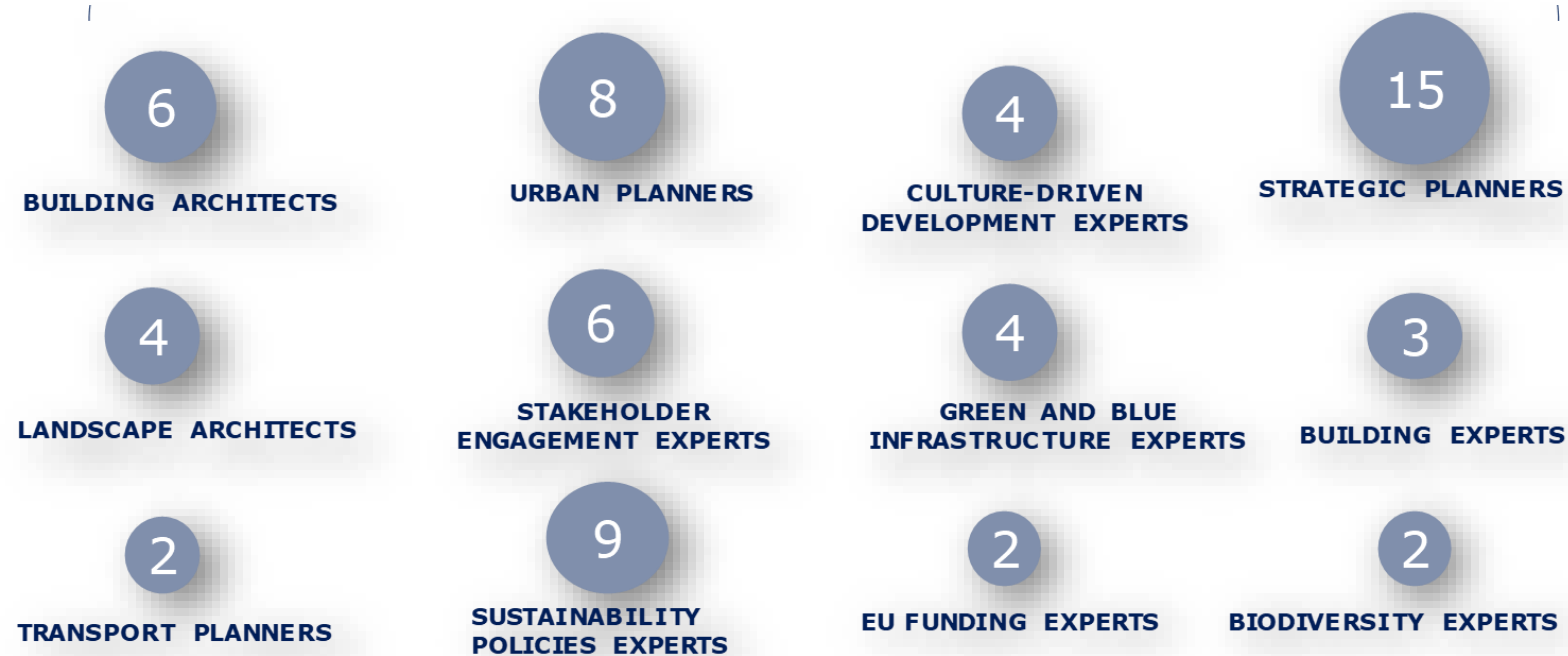 6
BUILDING ARCHITECTS
8
URBAN PLANNERS
4
CULTURE-DRIVEN
DEVELOPMENT EXPERTS
15
STRATEGIC PLANNERS
4
LANDSCAPE ARCHITECTS
6
STAKEHOLDER
ENGAGEMENT EXPERTS
4
GREEN AND BLUE
INFRASTRUCTURE EXPERTS
3
BUILDING EXPERTS
2
TRANSPORT PLANNERS
9
SUSTAINABILITY
POLICIES EXPERTS
2
EU FUNDING EXPERTS
2
BIODIVERSITY EXPERTS